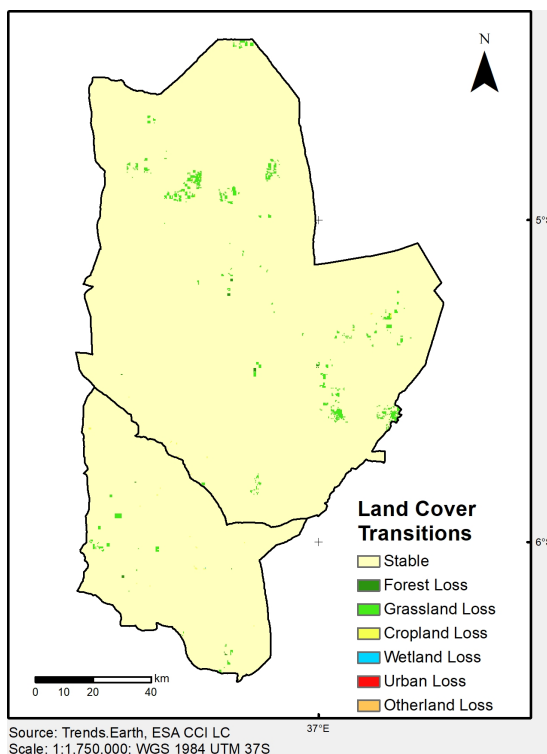 N
5°
6°
Land Cover
Transitions
Stable
Forest Loss
Grassland Loss
Cropland Loss
Wetland Loss
Urban Loss
Otherland Loss
km
0 10 20 40
37°E
Source: Trends.Earth, ESA CCI LC
Scale: 1:1.750.000; WGS 1984 UTM 37S